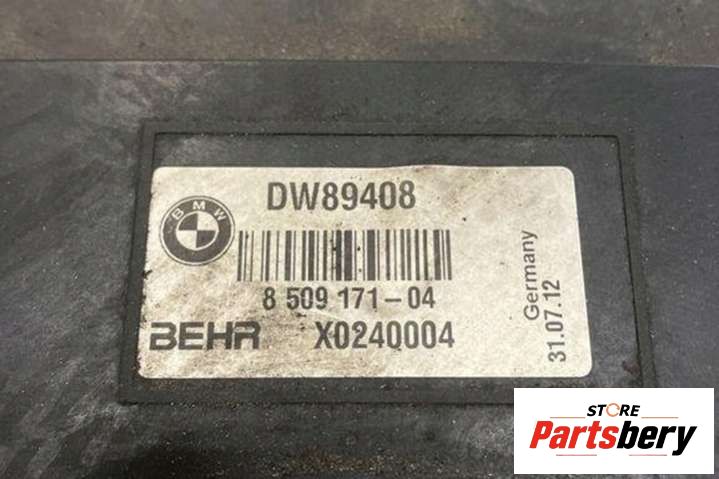 DW89408
BMW
8 509 171-04
BEHR X0240004
Germany
31.07.12
STORE
Partsbery